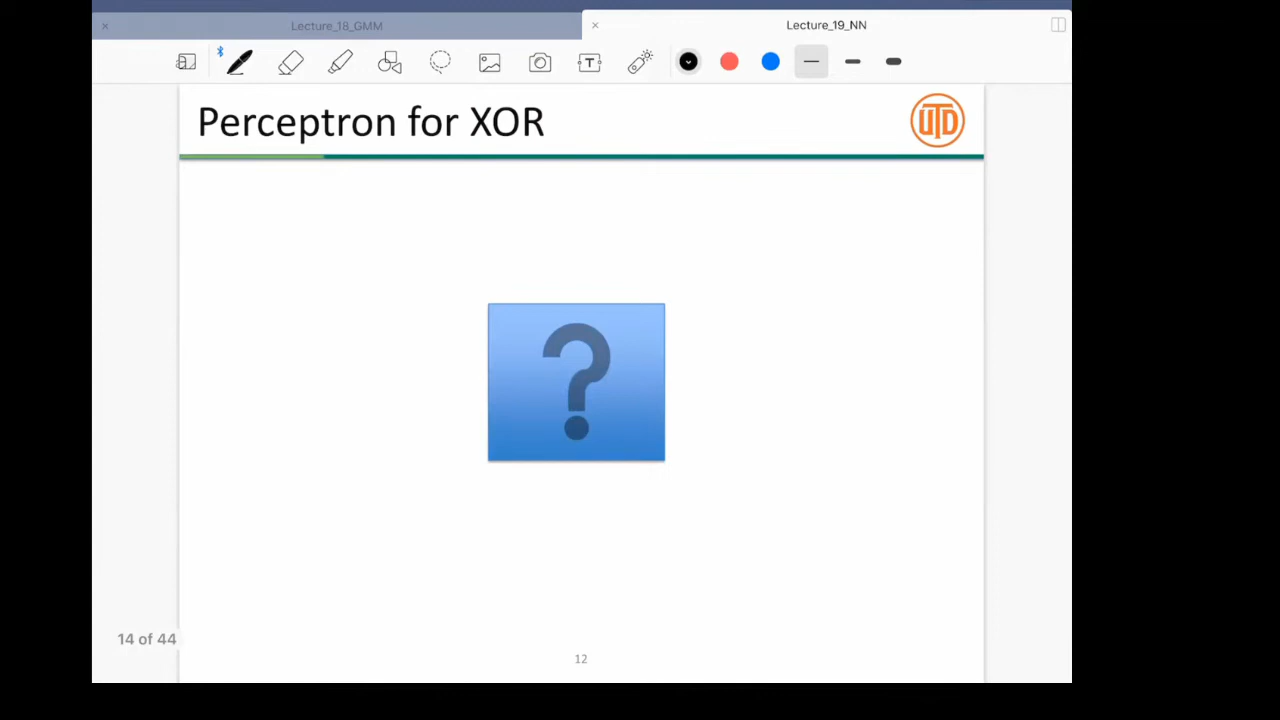 Lecture_18_GMM
Lecture_19_NN
T
Perceptron for XOR
UTD
?
14 of 44
12